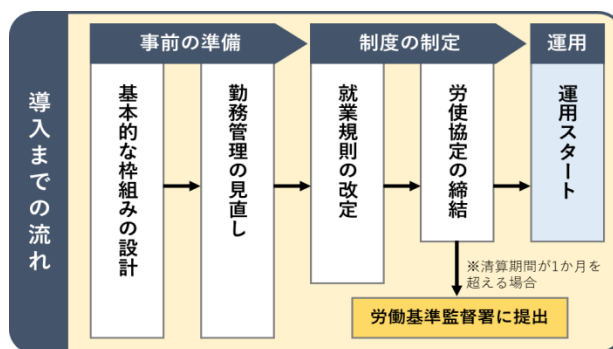 導入までの流れ
事前の準備
制度の制定
運用
基本的な枠組みの設計
勤務管理の見直し
就業規則の改定
労使協定の締結
運用スタート
※清算期間が1か月を
超える場合
労働基準監督署に提出